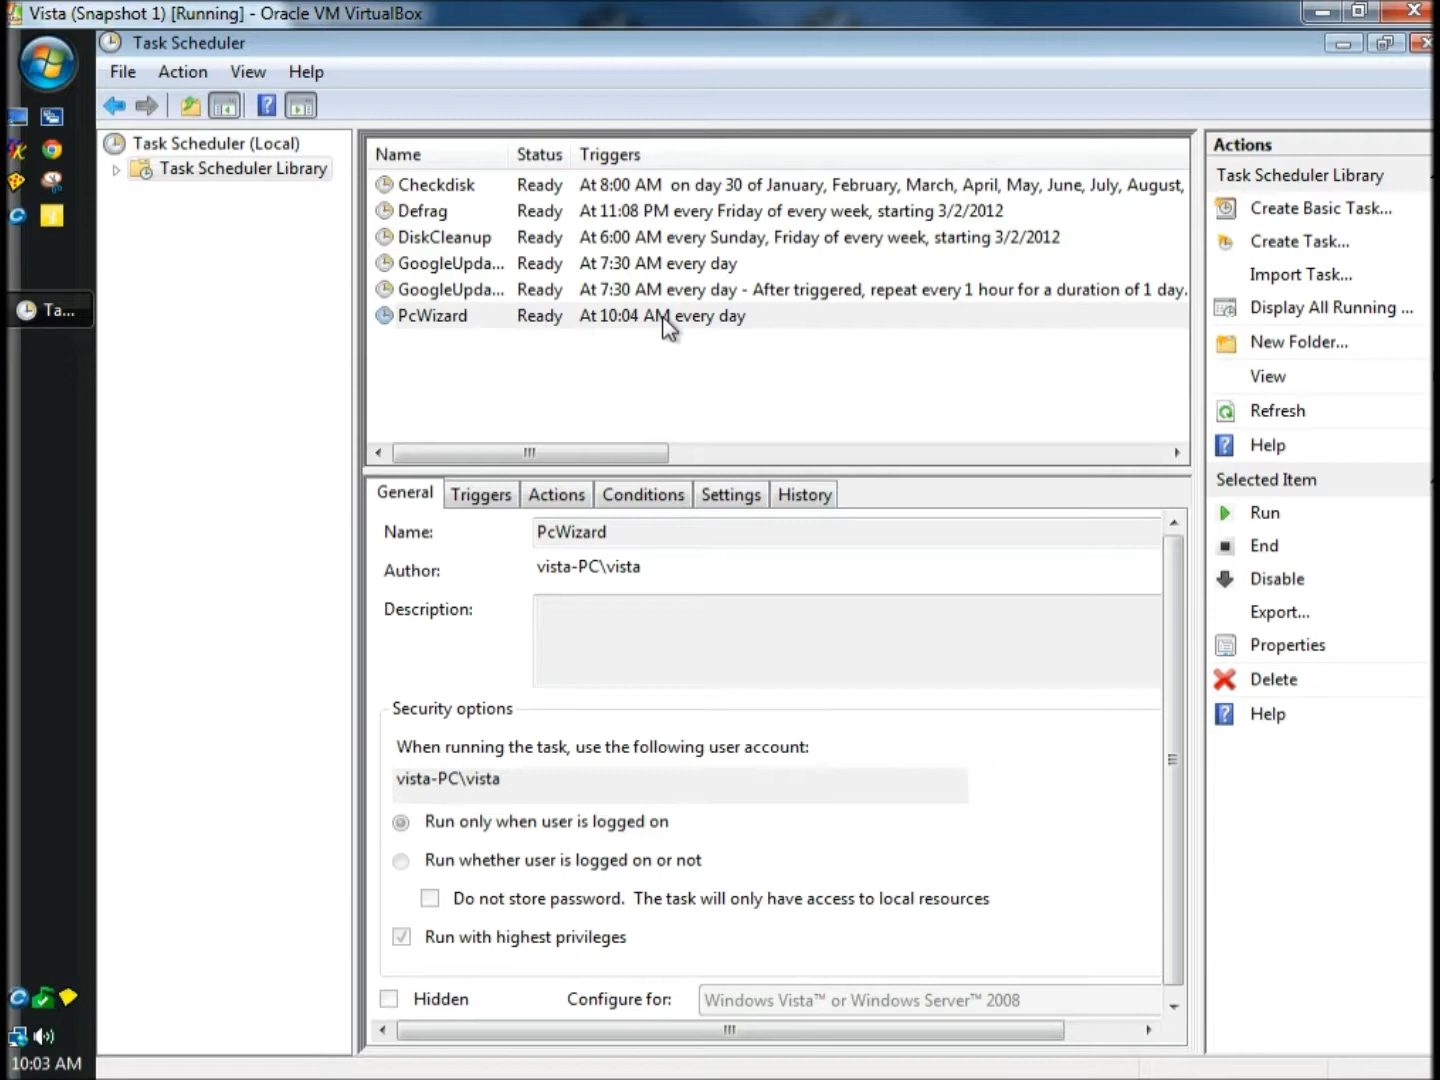 Vista (Snapshot 1) [Running] - Oracle VM VirtualBox
Task Scheduler
File Action View Help
Task Scheduler (Local)
Task Scheduler Library
Ta...
Name Status Triggers
Checkdisk Ready At 8:00 AM on day 30 of January, February, March, April, May, June, July, August,
Defrag Ready At 11:08 PM every Friday of every week, starting 3/2/2012
DiskCleanup Ready At 6:00 AM every Sunday, Friday of every week, starting 3/2/2012
GoogleUpda... Ready At 7:30 AM every day
GoogleUpda... Ready At 7:30 AM every day - After triggered, repeat every 1 hour for a duration of 1 day.
PcWizard Ready At 10:04 AM every day
General Triggers Actions Conditions Settings History
Name: PcWizard
Author: vista-PC\vista
Description:
Security options
When running the task, use the following user account:
vista-PC\vista
Run only when user is logged on
Run whether user is logged on or not
Do not store password. The task will only have access to local resources
Run with highest privileges
Hidden Configure for: Windows Vista™ or Windows Server™ 2008
Actions
Task Scheduler Library
Create Basic Task...
Create Task...
Import Task...
Display All Running ...
New Folder...
View
Refresh
Help
Selected Item
Run
End
Disable
Export...
Properties
Delete
Help
10:03 AM